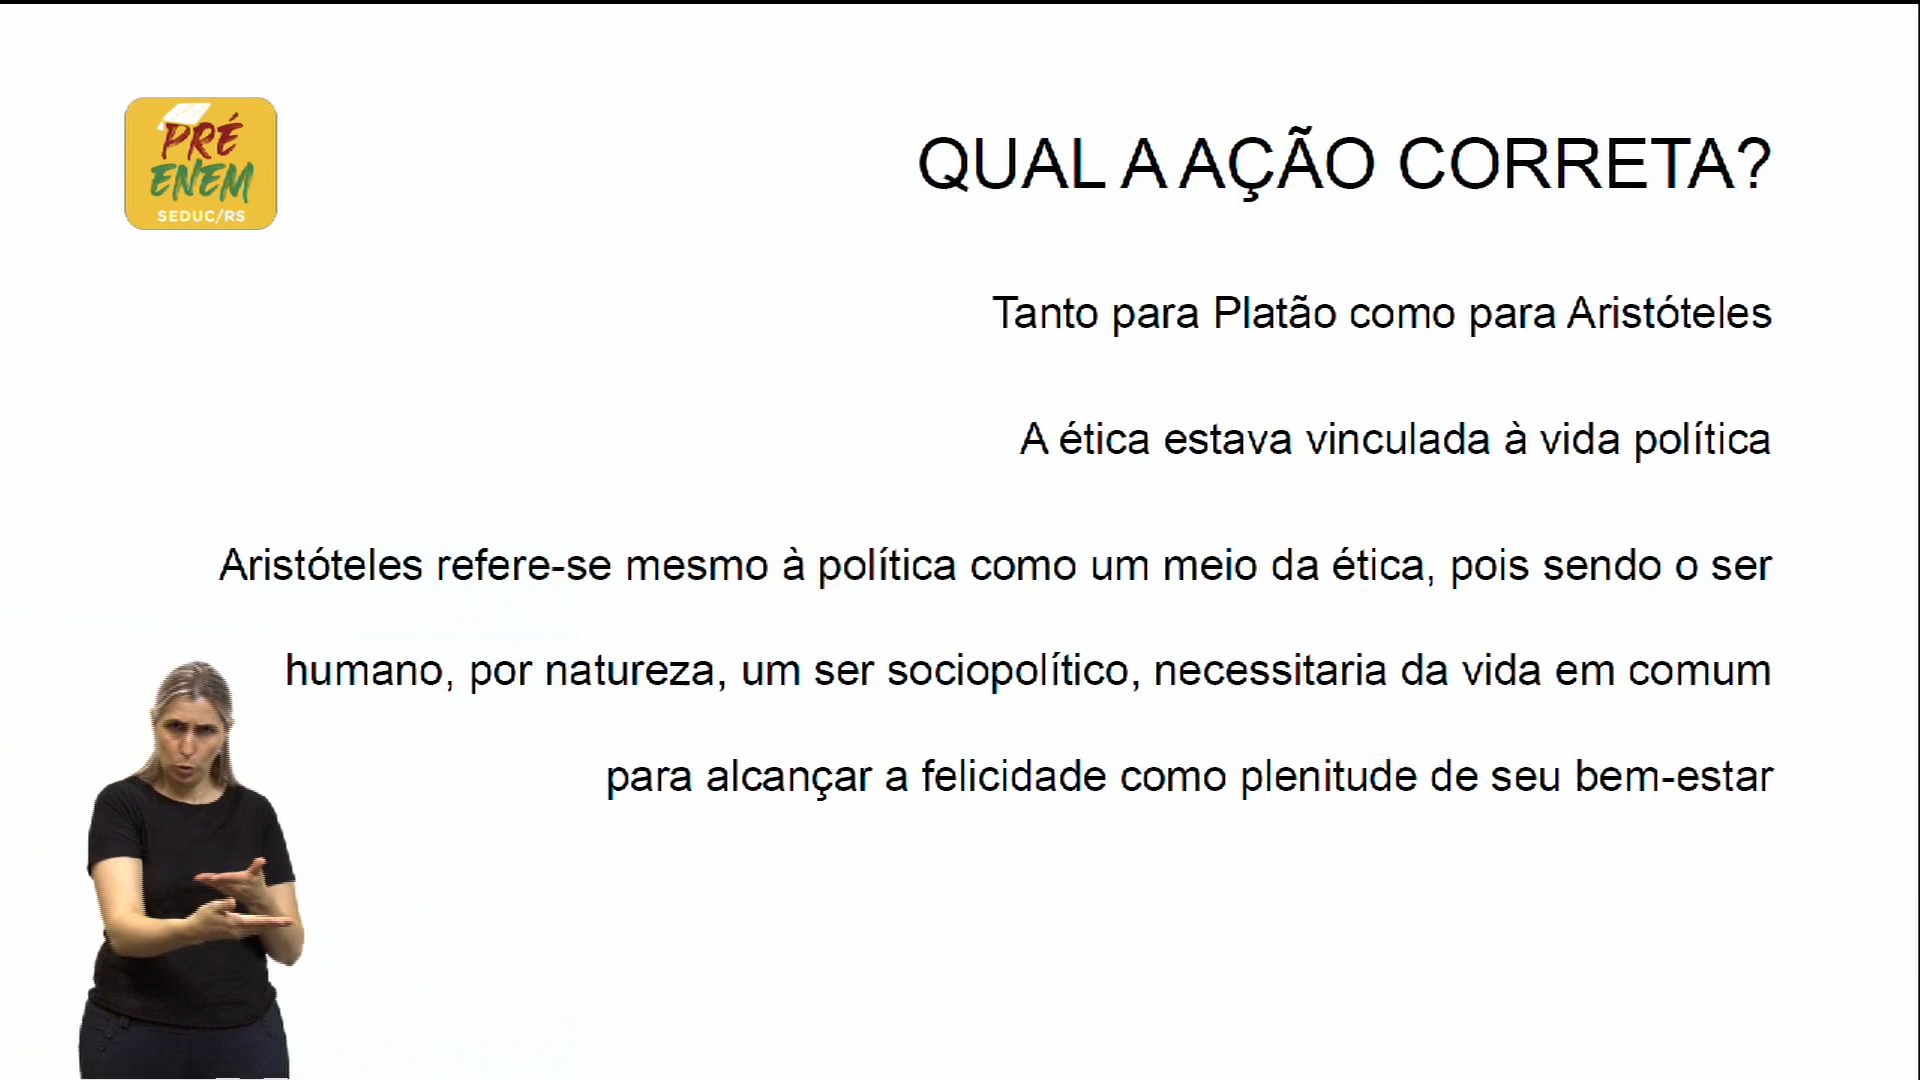 PRÉ
ENEM
SEDUC/RS
QUAL A AÇÃO CORRETA?
Tanto para Platão como para Aristóteles
A ética estava vinculada à vida política
Aristóteles refere-se mesmo à política como um meio da ética, pois sendo o ser
humano, por natureza, um ser sociopolítico, necessitaria da vida em comum
para alcançar a felicidade como plenitude de seu bem-estar